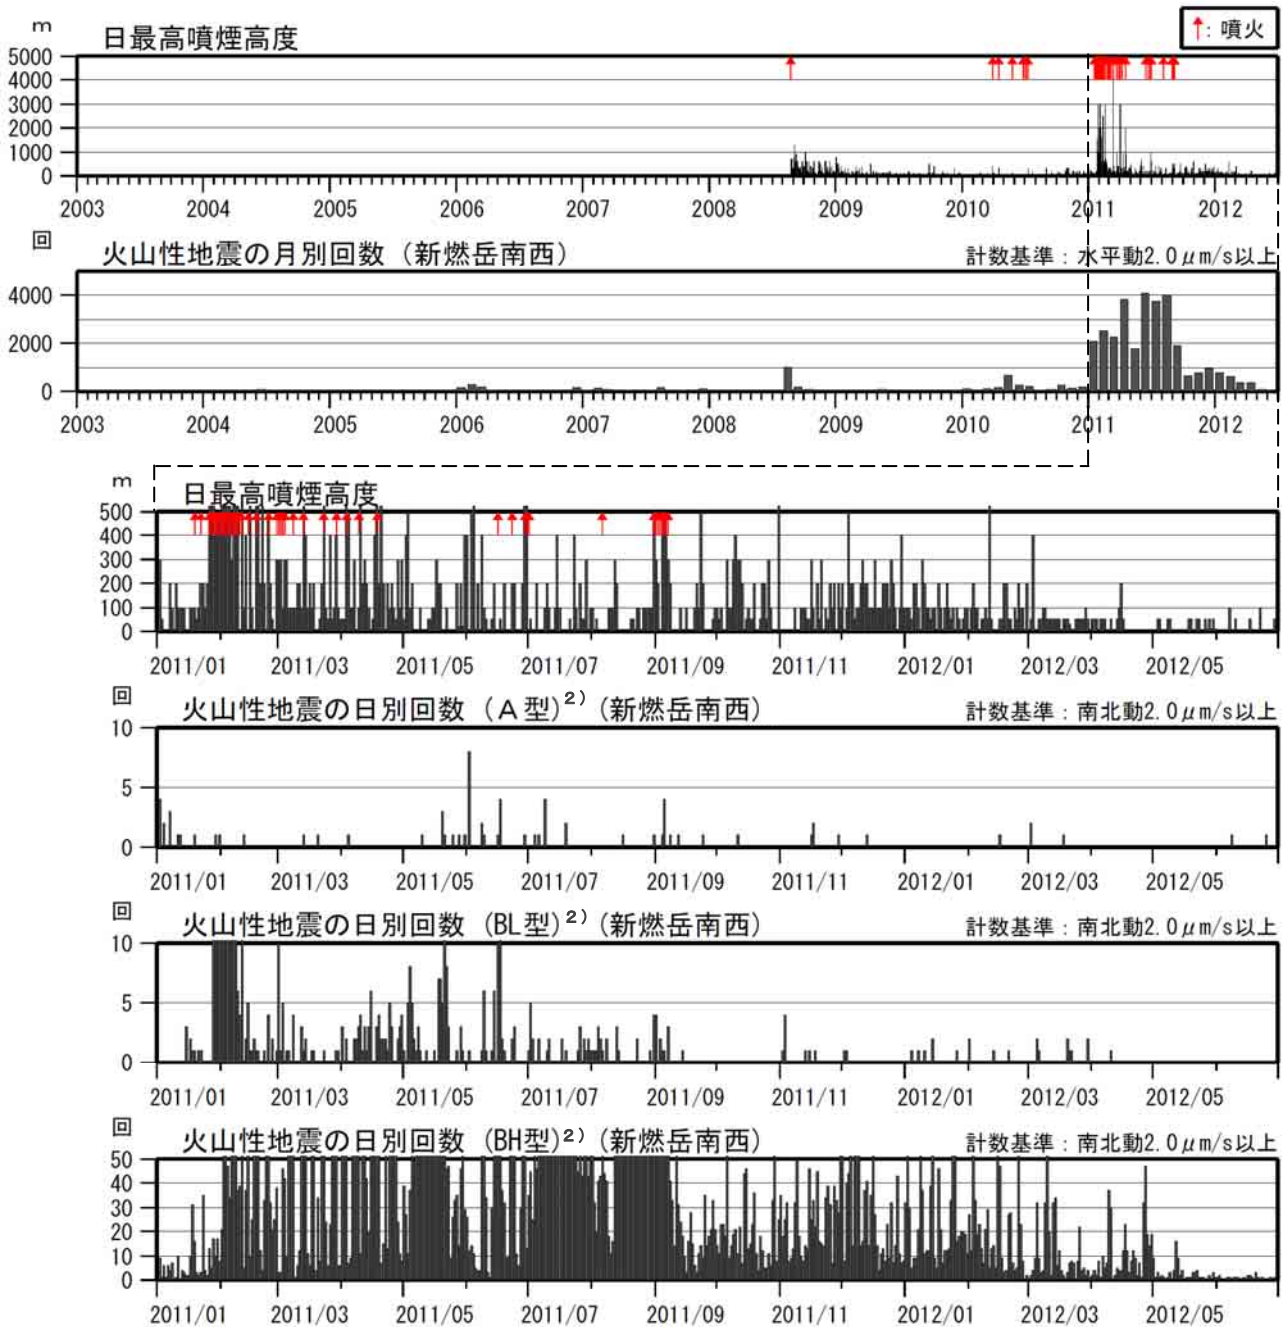 m 日最高噴煙高度 ↑: 噴火
5000
4000
3000
2000
1000
0
2003 2004 2005 2006 2007 2008 2009 2010 2011 2012
回 火山性地震の月別回数（新燃岳南西） 計数基準：水平動2.0μm/s以上
4000
2000
0
2003 2004 2005 2006 2007 2008 2009 2010 2011 2012
m 日最高噴煙高度
500
400
300
200
100
0
2011/01 2011/03 2011/05 2011/07 2011/09 2011/11 2012/01 2012/03 2012/05
回 火山性地震の日別回数（A型）2)（新燃岳南西） 計数基準：南北動2.0μm/s以上
10
5
0
2011/01 2011/03 2011/05 2011/07 2011/09 2011/11 2012/01 2012/03 2012/05
回 火山性地震の日別回数（BL型）2)（新燃岳南西） 計数基準：南北動2.0μm/s以上
10
5
0
2011/01 2011/03 2011/05 2011/07 2011/09 2011/11 2012/01 2012/03 2012/05
回 火山性地震の日別回数（BH型）2)（新燃岳南西） 計数基準：南北動2.0μm/s以上
50
40
30
20
10
0
2011/01 2011/03 2011/05 2011/07 2011/09 2011/11 2012/01 2012/03 2012/05